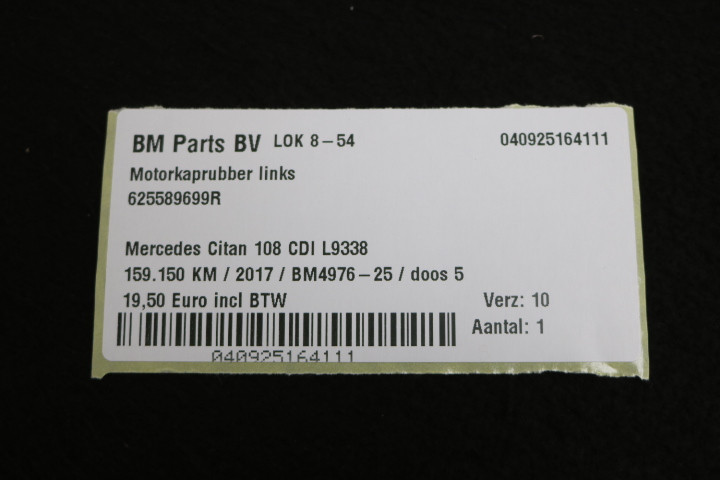 BM Parts BV LOK 8-54 040925164111
Motorkaprubber links
625589699R
Mercedes Citan 108 CDI L9338
159.150 KM / 2017 / BM4976-25 / doos 5
19,50 Euro incl BTW Verz: 10
Aantal: 1
040925164111